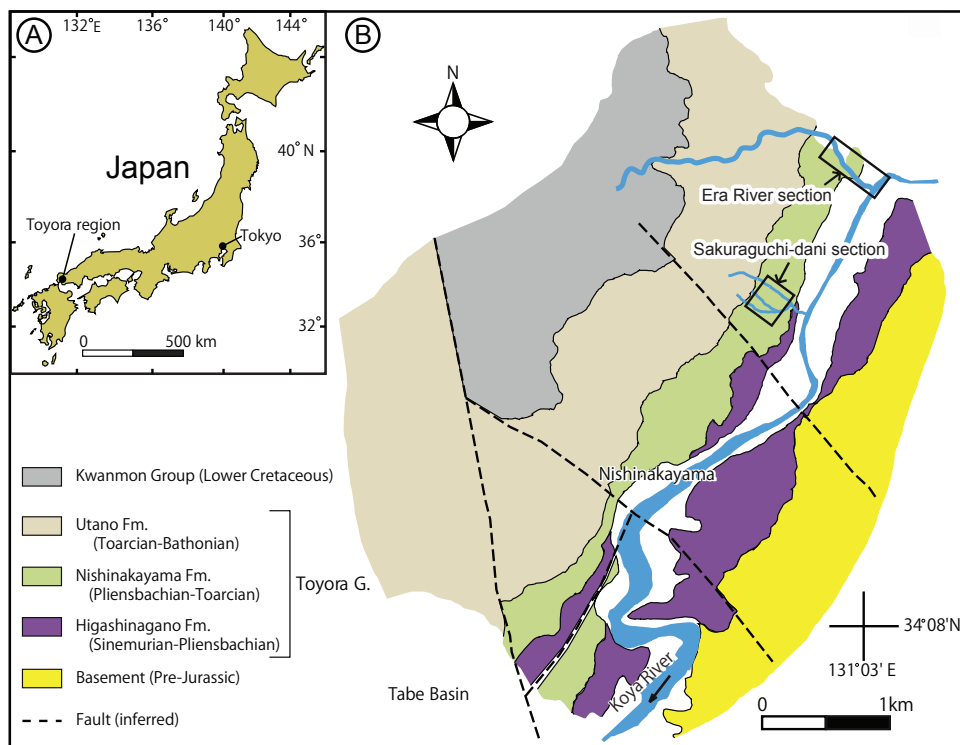 A
132°E
136°
140°
144°
Japan
40° N
Toyora region
Tokyo
36°
32°
0
500 km
B
N
Era River section
Sakuraguchi-dani section
Nishinakayama
34°08'N
131°03' E
Koya River
Tabe Basin
0
1km
Kwanmon Group (Lower Cretaceous)
Utano Fm.
(Toarcian-Bathonian)
Nishinakayama Fm.
(Pliensbachian-Toarcian)
Toyora G.
Higashinagano Fm.
(Sinemurian-Pliensbachian)
Basement (Pre-Jurassic)
Fault (inferred)